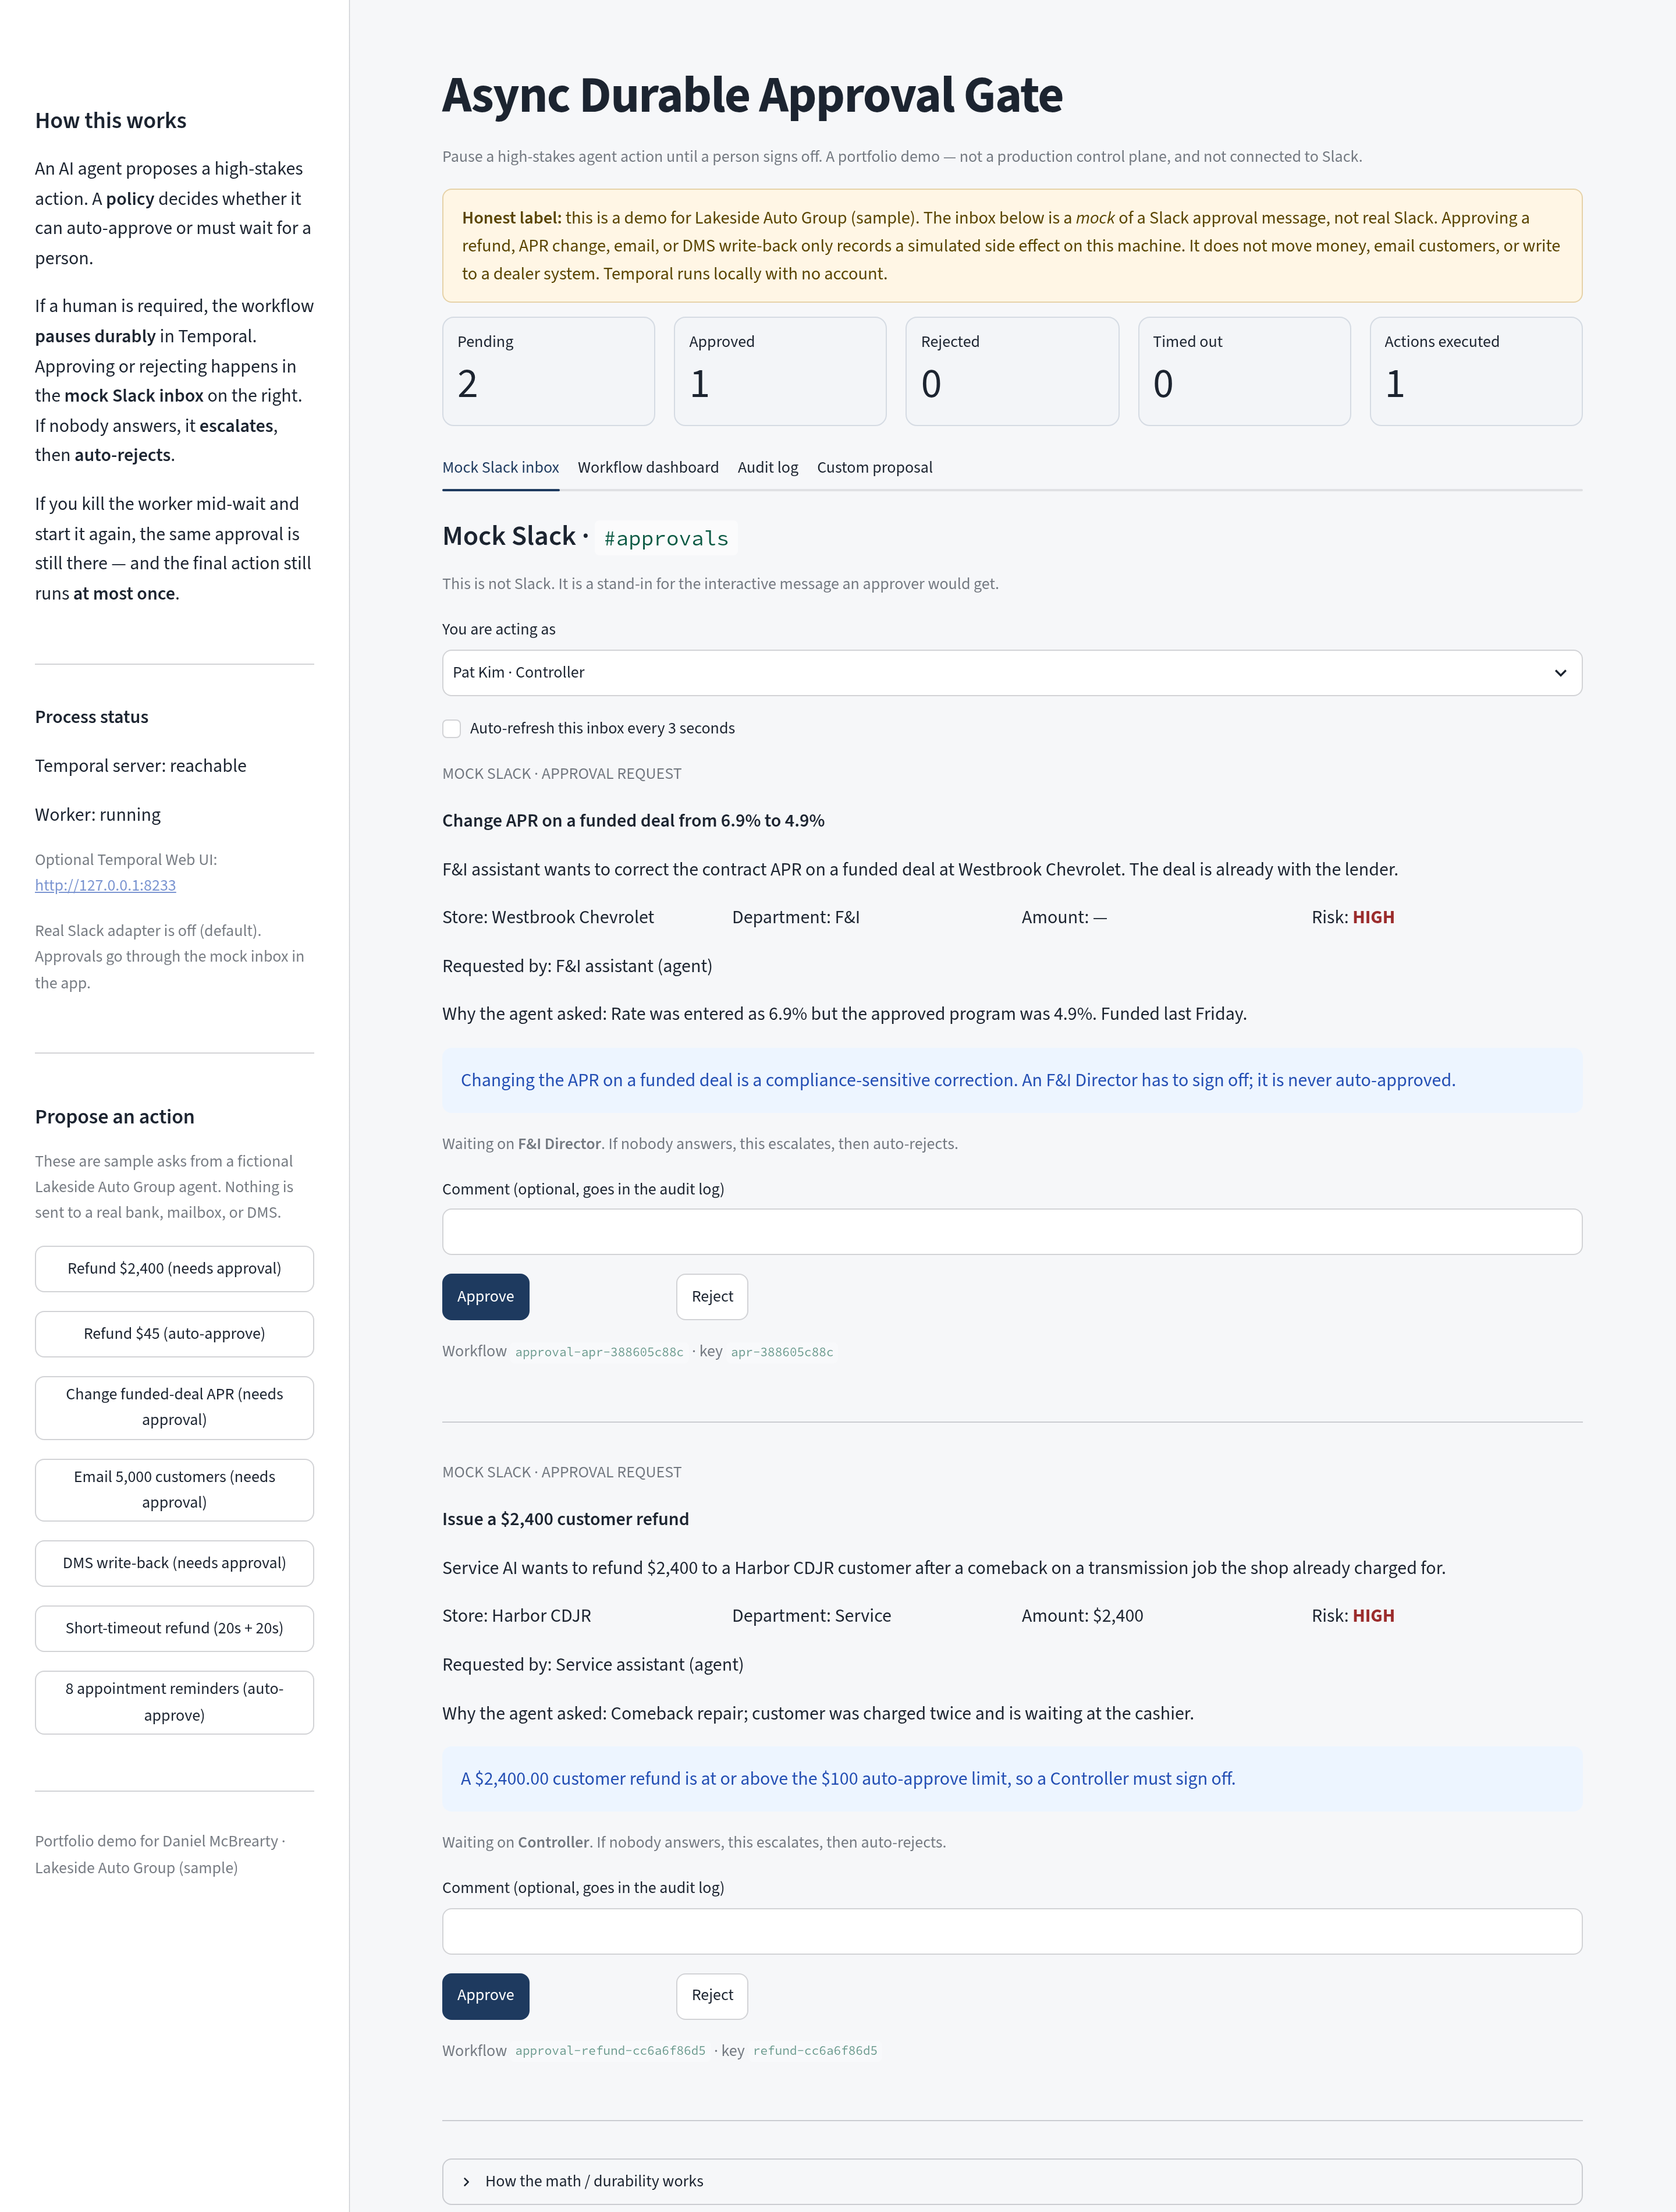 How this works
An AI agent proposes a high-stakes
action. A policy decides whether it
can auto-approve or must wait for a
person.
If a human is required, the workflow
pauses durably in Temporal.
Approving or rejecting happens in
the mock Slack inbox on the right.
If nobody answers, it escalates,
then auto-rejects.
If you kill the worker mid-wait and
start it again, the same approval is
still there — and the final action still
runs at most once.
Process status
Temporal server: reachable
Worker: running
Optional Temporal Web UI:
http://127.0.0.1:8233
Real Slack adapter is off (default).
Approvals go through the mock inbox in
the app.
Propose an action
These are sample asks from a fictional
Lakeside Auto Group agent. Nothing is
sent to a real bank, mailbox, or DMS.
Refund $2,400 (needs approval)
Refund $45 (auto-approve)
Change funded-deal APR (needs
approval)
Email 5,000 customers (needs
approval)
DMS write-back (needs approval)
Short-timeout refund (20s + 20s)
8 appointment reminders (auto-
approve)
Portfolio demo for Daniel McBrearty ·
Lakeside Auto Group (sample)
Async Durable Approval Gate
Pause a high-stakes agent action until a person signs off. A portfolio demo — not a production control plane, and not connected to Slack.
Honest label: this is a demo for Lakeside Auto Group (sample). The inbox below is a mock of a Slack approval message, not real Slack. Approving a
refund, APR change, email, or DMS write-back only records a simulated side effect on this machine. It does not move money, email customers, or write
to a dealer system. Temporal runs locally with no account.
Pending
2
Approved
1
Rejected
0
Timed out
0
Actions executed
1
Mock Slack inbox Workflow dashboard Audit log Custom proposal
Mock Slack · #approvals
This is not Slack. It is a stand-in for the interactive message an approver would get.
You are acting as
Pat Kim · Controller
Auto-refresh this inbox every 3 seconds
MOCK SLACK · APPROVAL REQUEST
Change APR on a funded deal from 6.9% to 4.9%
F&I assistant wants to correct the contract APR on a funded deal at Westbrook Chevrolet. The deal is already with the lender.
Store: Westbrook Chevrolet Department: F&I Amount: — Risk: HIGH
Requested by: F&I assistant (agent)
Why the agent asked: Rate was entered as 6.9% but the approved program was 4.9%. Funded last Friday.
Changing the APR on a funded deal is a compliance-sensitive correction. An F&I Director has to sign off; it is never auto-approved.
Waiting on F&I Director. If nobody answers, this escalates, then auto-rejects.
Comment (optional, goes in the audit log)
Approve Reject
Workflow approval-apr-388605c88c · key apr-388605c88c
MOCK SLACK · APPROVAL REQUEST
Issue a $2,400 customer refund
Service AI wants to refund $2,400 to a Harbor CDJR customer after a comeback on a transmission job the shop already charged for.
Store: Harbor CDJR Department: Service Amount: $2,400 Risk: HIGH
Requested by: Service assistant (agent)
Why the agent asked: Comeback repair; customer was charged twice and is waiting at the cashier.
A $2,400.00 customer refund is at or above the $100 auto-approve limit, so a Controller must sign off.
Waiting on Controller. If nobody answers, this escalates, then auto-rejects.
Comment (optional, goes in the audit log)
Approve Reject
Workflow approval-refund-cc6a6f86d5 · key refund-cc6a6f86d5
How the math / durability works